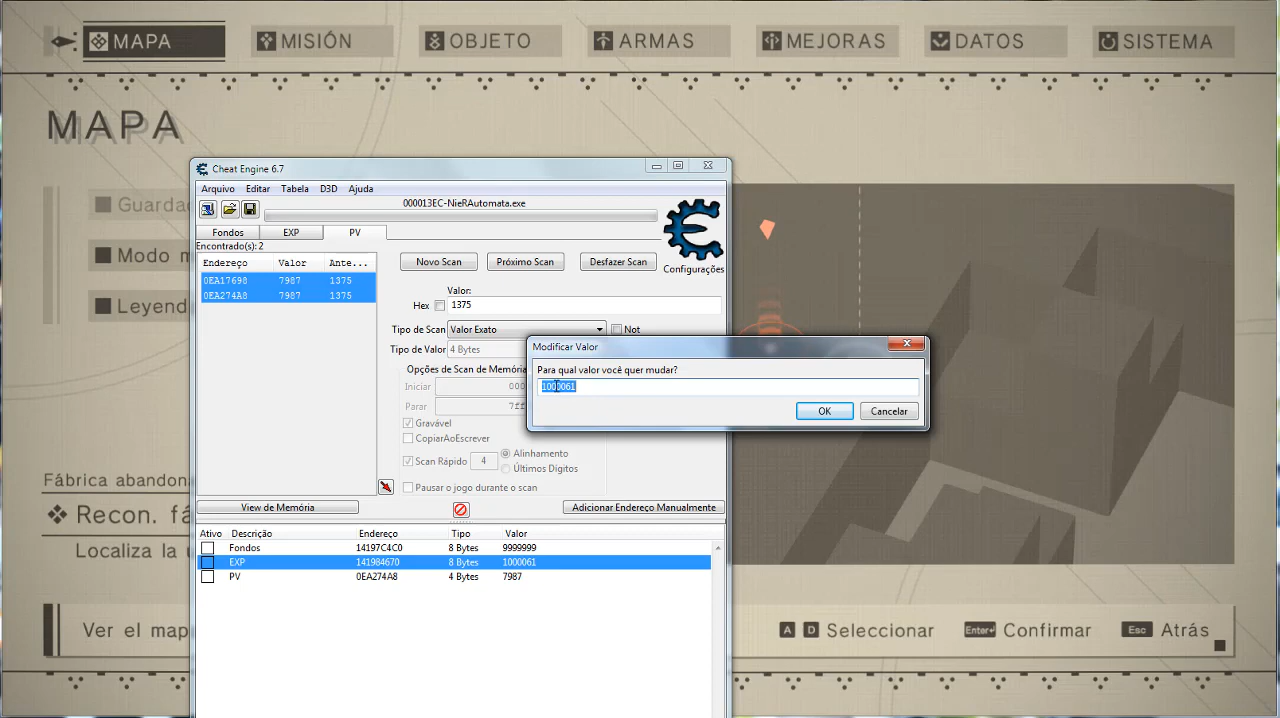 MAPA
MISIÓN
OBJETO
ARMAS
MEJORAS
DATOS
SISTEMA
MAPA
Guardad
Modo m
Leyend
Fábrica abandon
Recon. fá
Localiza la u
Ver el map
A D Seleccionar
Enter Confirmar
Esc Atrás
Cheat Engine 6.7
Arquivo Editar Tabela D3D Ajuda
000013EC-NieRAutomata.exe
Fondos EXP PV
Encontrado(s): 2
Endereço Valor Ante...
0EA17698 7987 1375
0EA274A8 7987 1375
Novo Scan Próximo Scan Desfazer Scan
Configurações
Valor:
Hex 1375
Tipo de Scan Valor Exato Not
Tipo de Valor 4 Bytes
Opções de Scan de Memória
Iniciar 000
Parar 7ff
Gravável
CopiarAoEscrever
Scan Rápido 4 Alinhamento
Últimos Dígitos
Pausar o jogo durante o scan
View de Memória
Adicionar Endereço Manualmente
Ativo Descrição Endereço Tipo Valor
Fondos 14197C4C0 8 Bytes 9999999
EXP 141984670 8 Bytes 1000061
PV 0EA274A8 4 Bytes 7987
Modificar Valor
Para qual valor você quer mudar?
1000061
OK Cancelar